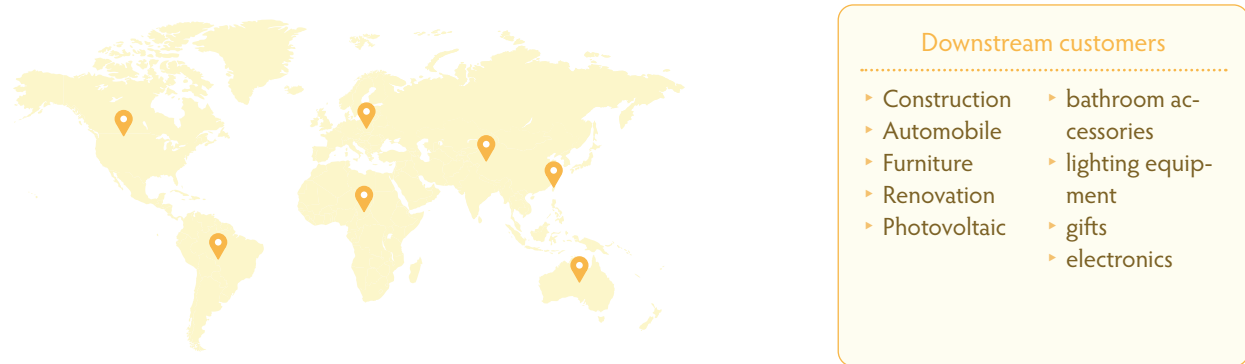 Downstream customers
Construction
Automobile
Furniture
Renovation
Photovoltaic
bathroom ac-
cessories
lighting equip-
ment
gifts
electronics